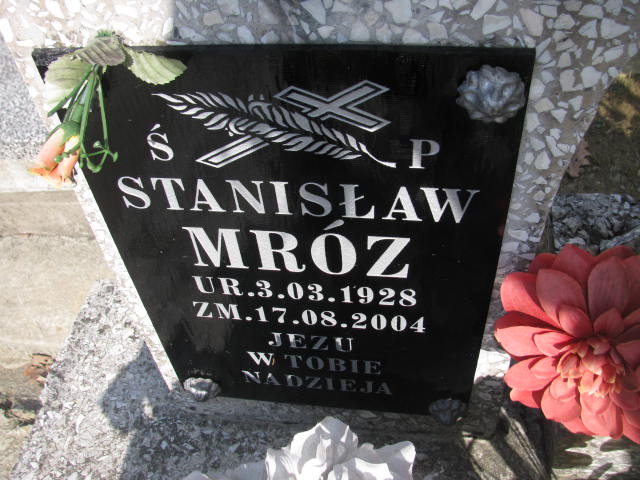 Ś P
STANISŁAW
MRÓZ
UR.3.03.1928
ZM.17.08.2004
JEZU
W TOBIE
NADZIEJA